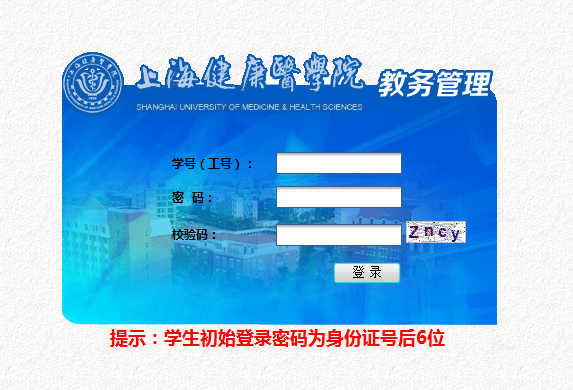 上海健康醫學院 教务管理
SHANGHAI UNIVERSITY OF MEDICINE & HEALTH SCIENCES
学号（工号）：
密 码：
校验码： Zncy
登 录
提示：学生初始登录密码为身份证号后6位